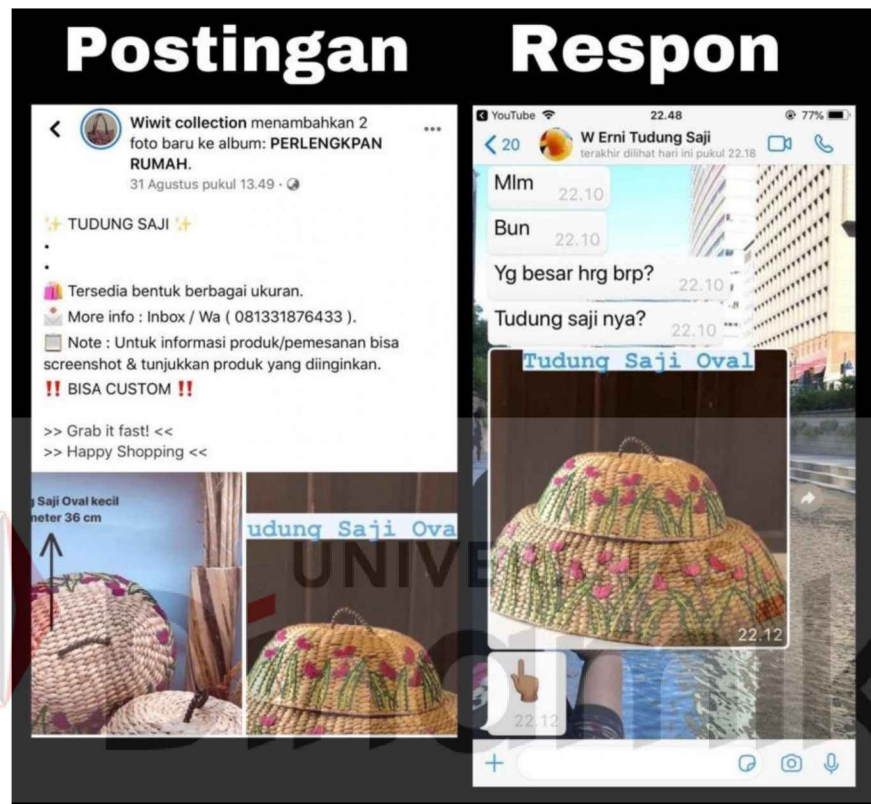 Postingan
Respon
Wiwit collection menambahkan 2
foto baru ke album: PERLENGKPAN
RUMAH.
31 Agustus pukul 13.49 ·
✨ TUDUNG SAJI ✨
•
•
🛍️ Tersedia bentuk berbagai ukuran.
📩 More info : Inbox / Wa ( 081331876433 ).
📋 Note : Untuk informasi produk/pemesanan bisa
screenshot & tunjukkan produk yang diinginkan.
‼️ BISA CUSTOM ‼️
>> Grab it fast! <<
>> Happy Shopping <<
Saji Oval kecil
meter 36 cm
udung Saji Ova
YouTube
22.48
77%
20
W Erni Tudung Saji
terakhir dilihat hari ini pukul 22.18
Mlm
22.10
Bun
22.10
Yg besar hrg brp?
22.10
Tudung saji nya?
22.10
Tudung Saji Oval
22.12
22.12
UNIVE